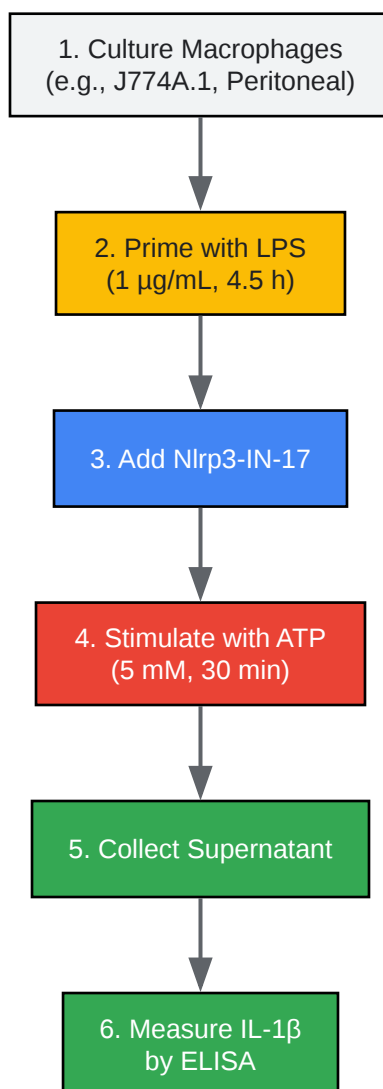 1. Culture Macrophages
(e.g., J774A.1, Peritoneal)
2. Prime with LPS
(1 µg/mL, 4.5 h)
3. Add Nlrp3-IN-17
4. Stimulate with ATP
(5 mM, 30 min)
5. Collect Supernatant
6. Measure IL-1β
by ELISA